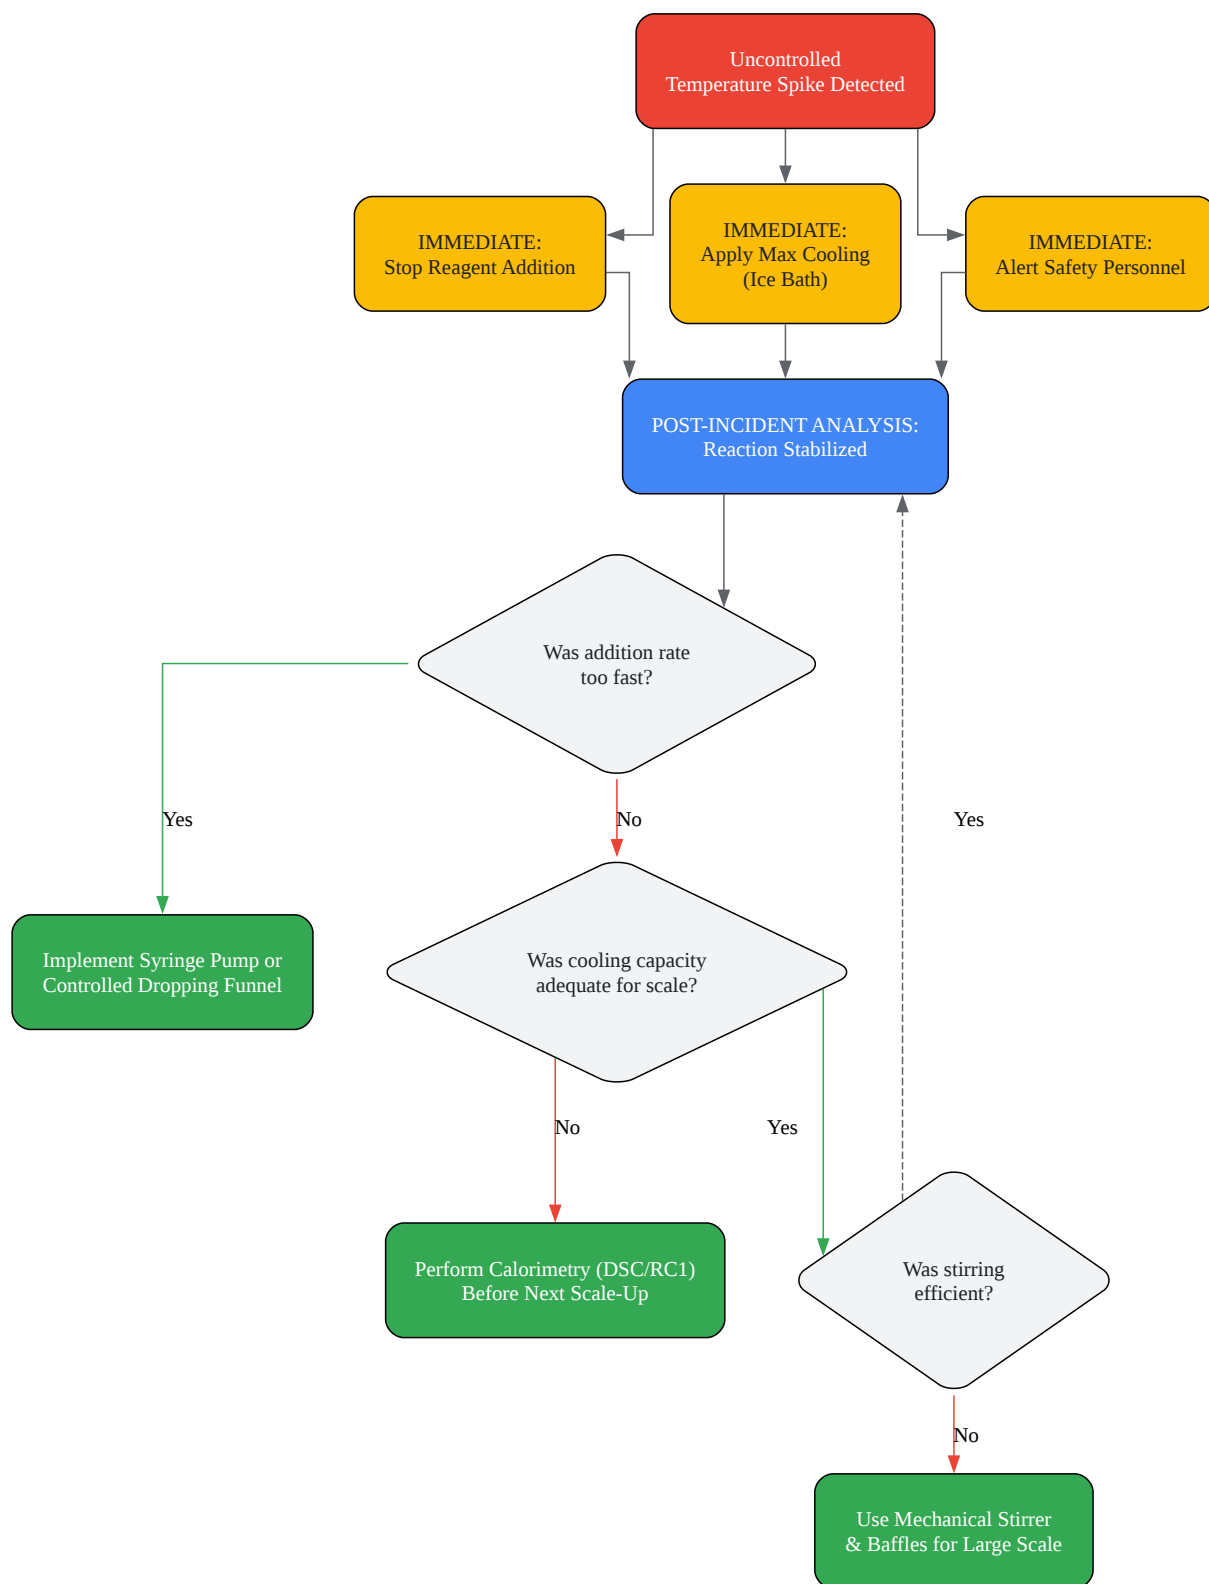 Uncontrolled
Temperature Spike Detected
IMMEDIATE:
Stop Reagent Addition
IMMEDIATE:
Apply Max Cooling
(Ice Bath)
IMMEDIATE:
Alert Safety Personnel
POST-INCIDENT ANALYSIS:
Reaction Stabilized
Was addition rate
too fast?
Yes
No
Yes
Implement Syringe Pump or
Controlled Dropping Funnel
Was cooling capacity
adequate for scale?
No
Yes
Perform Calorimetry (DSC/RC1)
Before Next Scale-Up
Was stirring
efficient?
No
Use Mechanical Stirrer
& Baffles for Large Scale